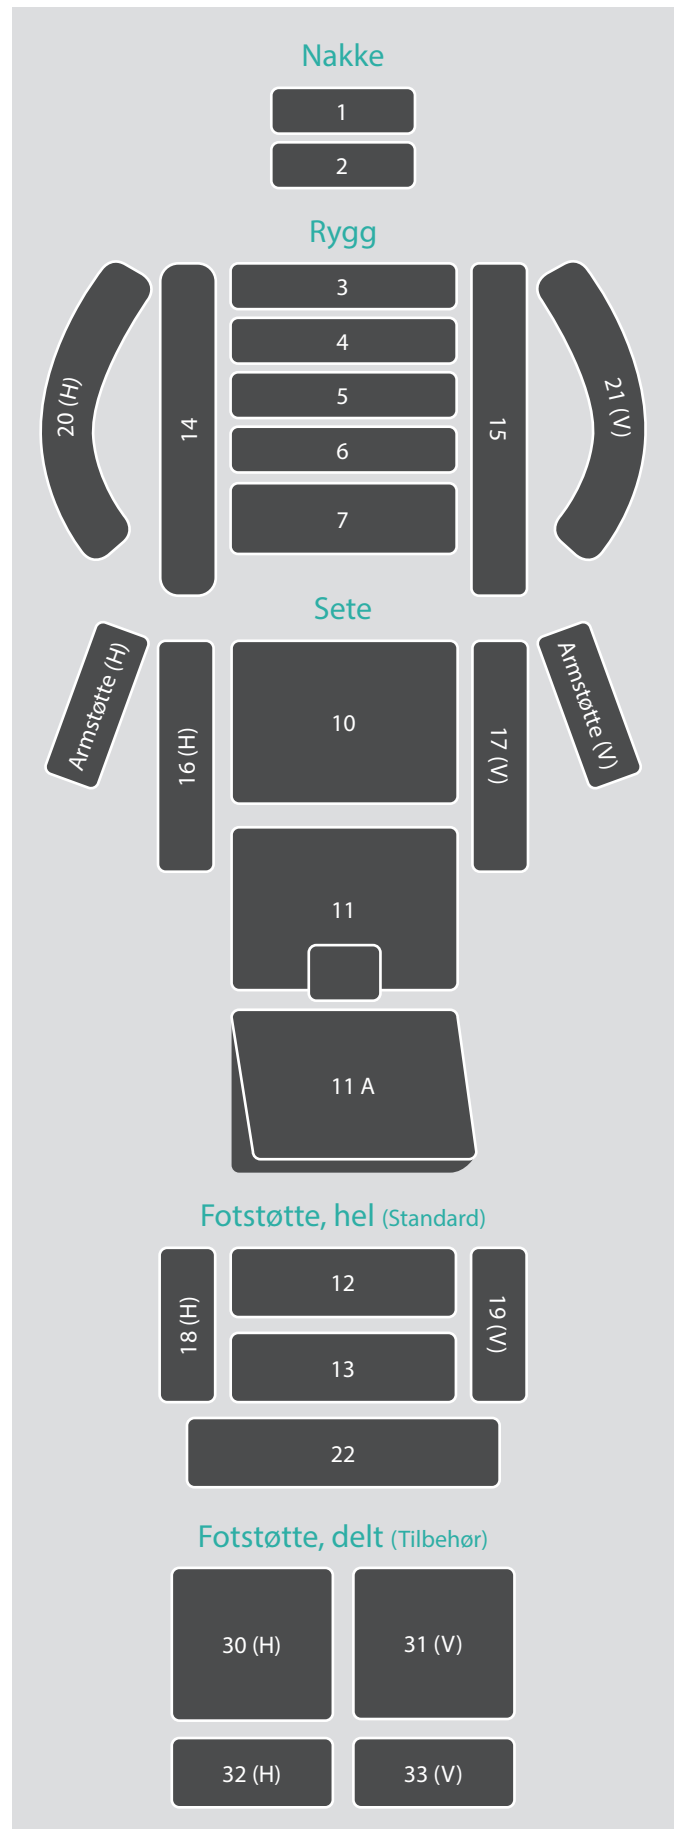 Nakke
1
2
Rygg
20 (H)
14
3
4
5
6
7
15
21 (V)
Sete
Armstøtte (H)
16 (H)
10
17 (V)
Armstøtte (V)
11
11 A
Fotstøtte, hel (Standard)
18 (H)
12
13
19 (V)
22
Fotstøtte, delt (Tilbehør)
30 (H)
31 (V)
32 (H)
33 (V)